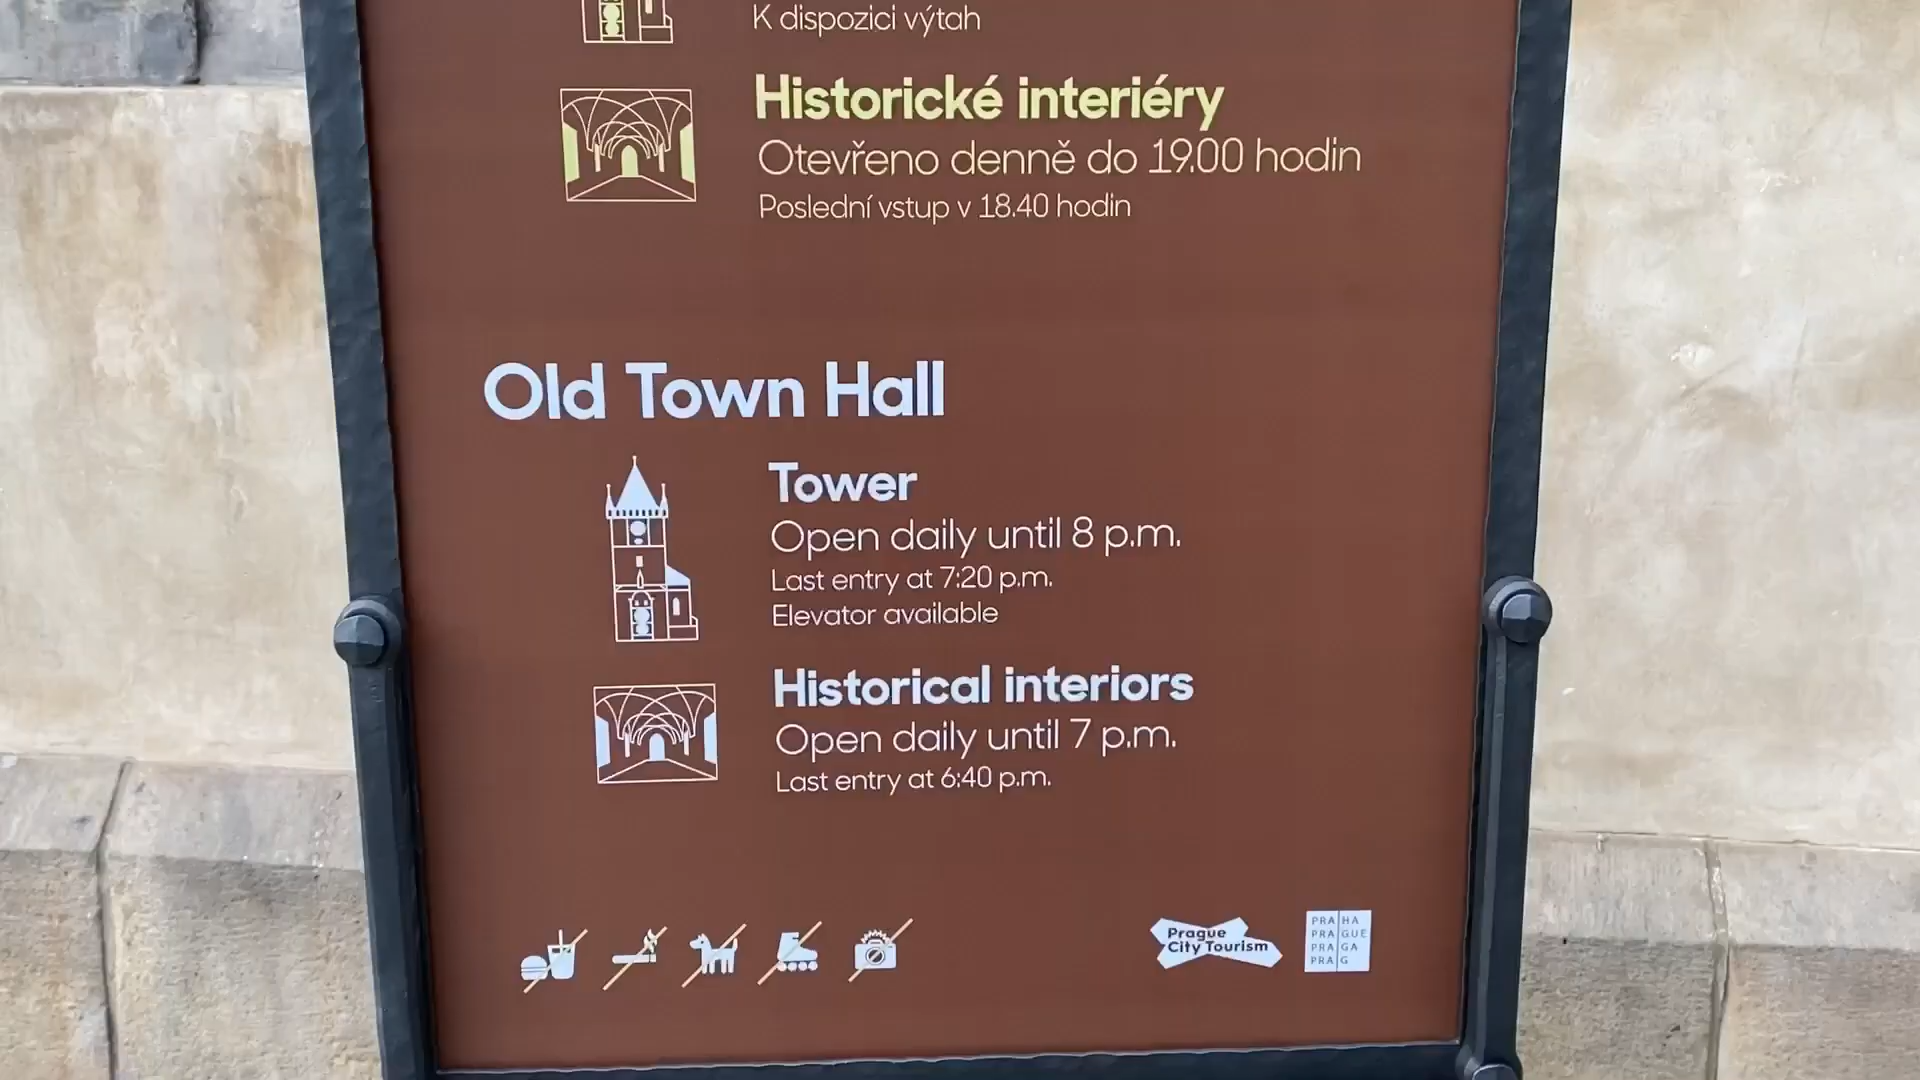 K dispozici výtah
Historické interiéry
Otevřeno denně do 19.00 hodin
Poslední vstup v 18.40 hodin
Old Town Hall
Tower
Open daily until 8 p.m.
Last entry at 7:20 p.m.
Elevator available
Historical interiors
Open daily until 7 p.m.
Last entry at 6:40 p.m.
Prague
City Tourism
PRA HA
PRA GUE
PRA GA
PRA G